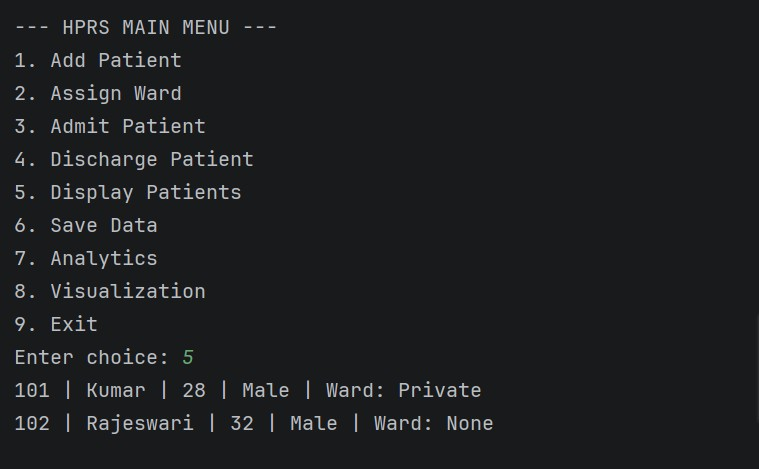 --- HPRS MAIN MENU ---
1. Add Patient
2. Assign Ward
3. Admit Patient
4. Discharge Patient
5. Display Patients
6. Save Data
7. Analytics
8. Visualization
9. Exit
Enter choice: 5
101 | Kumar | 28 | Male | Ward: Private
102 | Rajeswari | 32 | Male | Ward: None